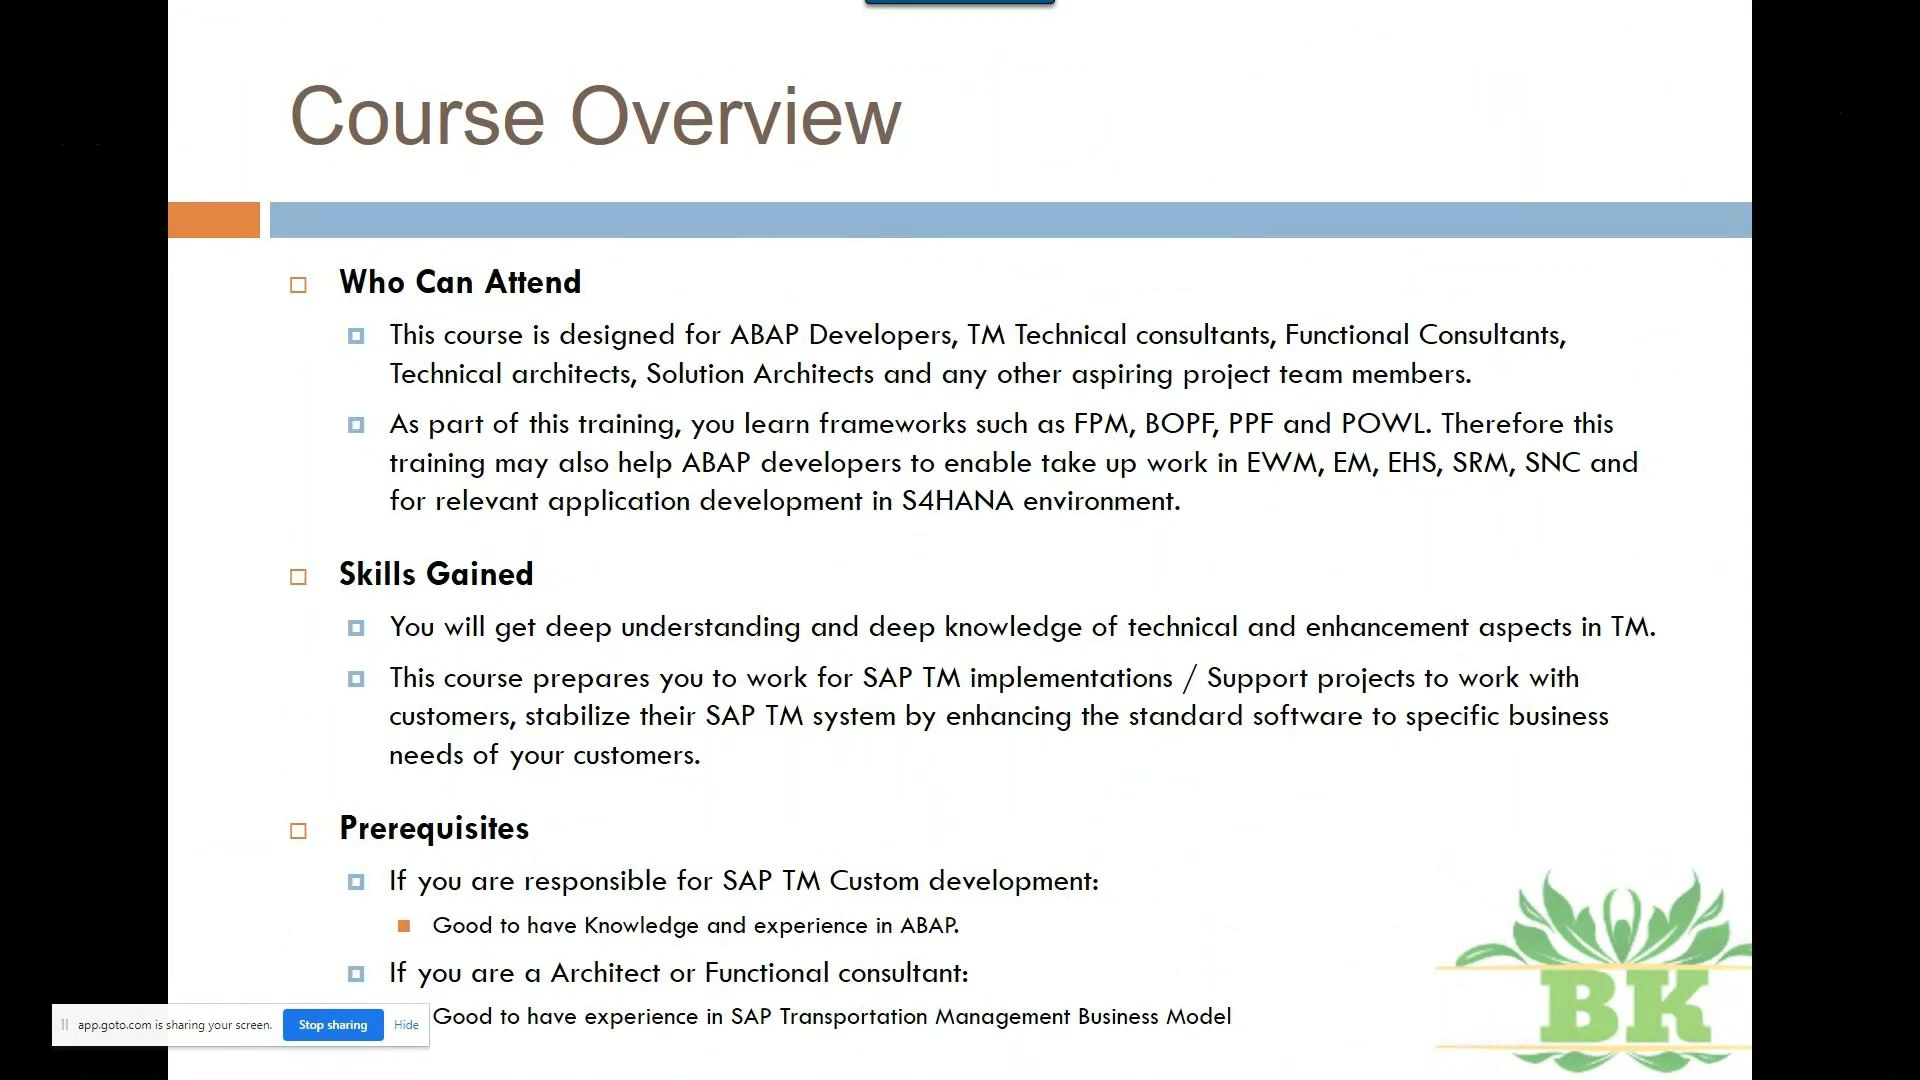 Course Overview
Who Can Attend
This course is designed for ABAP Developers, TM Technical consultants, Functional Consultants,
Technical architects, Solution Architects and any other aspiring project team members.
As part of this training, you learn frameworks such as FPM, BOPF, PPF and POWL. Therefore this
training may also help ABAP developers to enable take up work in EWM, EM, EHS, SRM, SNC and
for relevant application development in S4HANA environment.
Skills Gained
You will get deep understanding and deep knowledge of technical and enhancement aspects in TM.
This course prepares you to work for SAP TM implementations / Support projects to work with
customers, stabilize their SAP TM system by enhancing the standard software to specific business
needs of your customers.
Prerequisites
If you are responsible for SAP TM Custom development:
Good to have Knowledge and experience in ABAP.
If you are a Architect or Functional consultant:
Good to have experience in SAP Transportation Management Business Model
app.goto.com is sharing your screen. Stop sharing Hide
BK